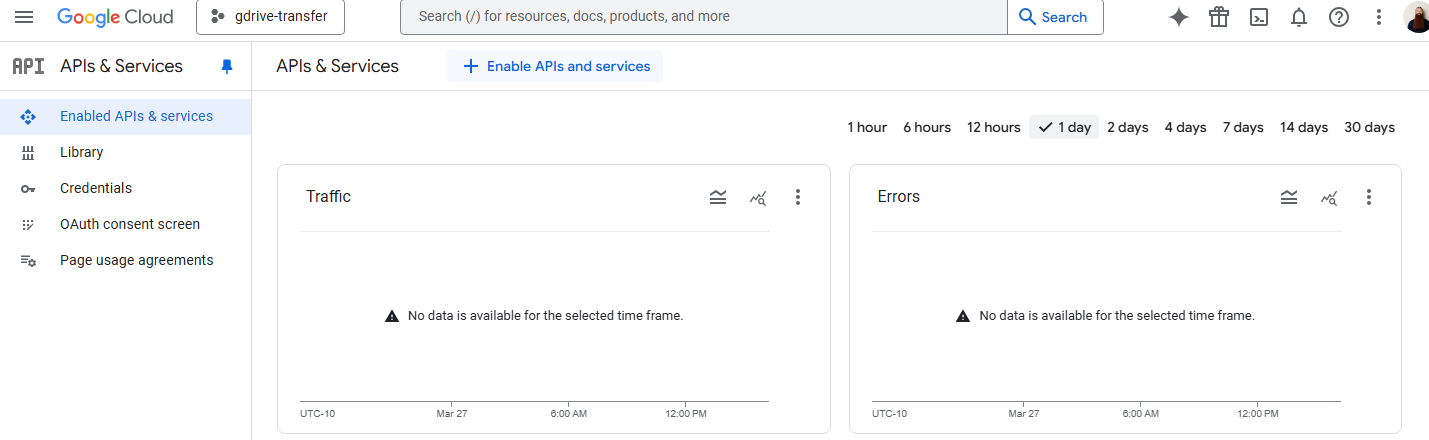 Google Cloud
gdrive-transfer
Search (/) for resources, docs, products, and more
Search
API
APIs & Services
APIs & Services
Enable APIs and services
Enabled APIs & services
Library
Credentials
OAuth consent screen
Page usage agreements
1 hour 6 hours 12 hours 1 day 2 days 4 days 7 days 14 days 30 days
Traffic
No data is available for the selected time frame.
UTC-10 Mar 27 6:00 AM 12:00 PM
Errors
No data is available for the selected time frame.
UTC-10 Mar 27 6:00 AM 12:00 PM